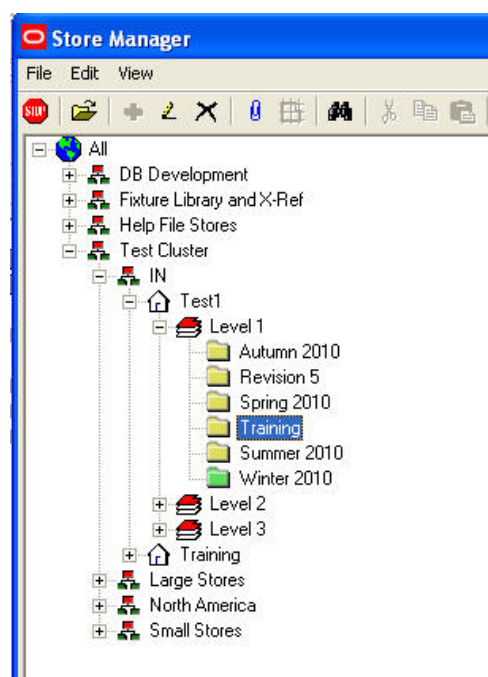 Store Manager
File Edit View
STOP
All
DB Development
Fixture Library and X-Ref
Help File Stores
Test Cluster
IN
Test1
Level 1
Autumn 2010
Revision 5
Spring 2010
Training
Summer 2010
Winter 2010
Level 2
Level 3
Training
Large Stores
North America
Small Stores